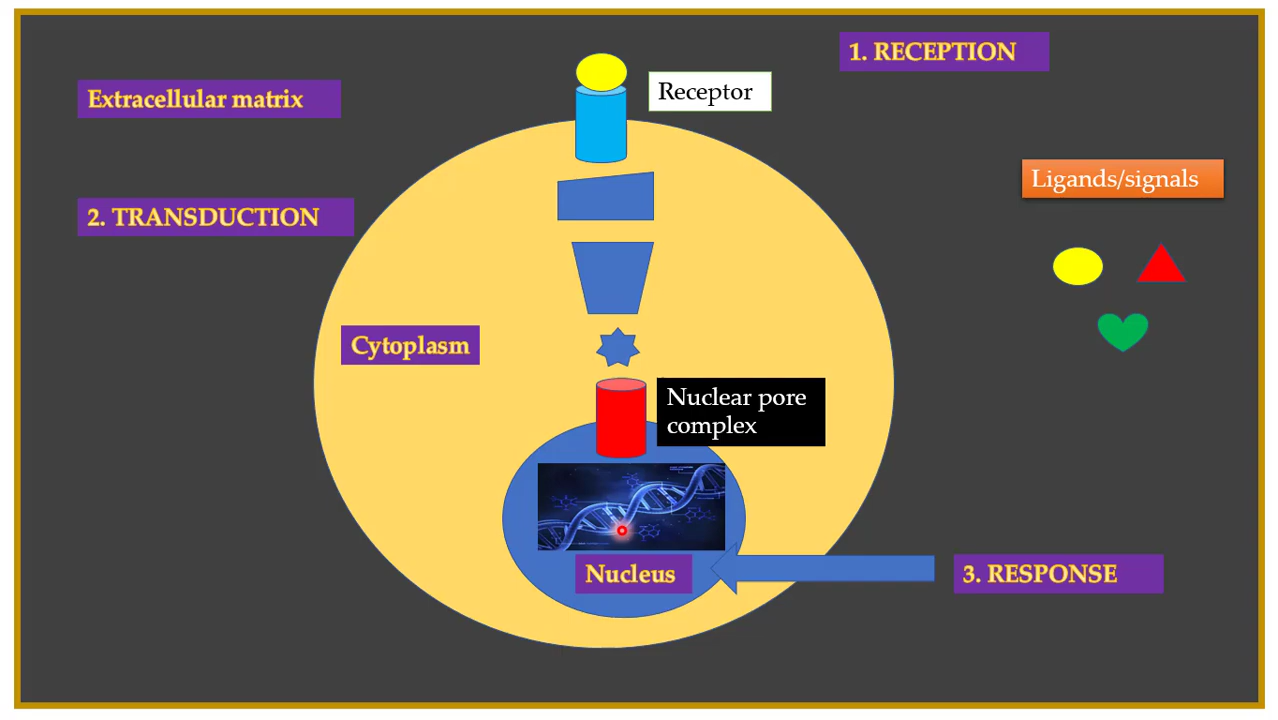 1. RECEPTION
Receptor
Extracellular matrix
Ligands/signals
2. TRANSDUCTION
Cytoplasm
Nuclear pore
complex
Nucleus
3. RESPONSE